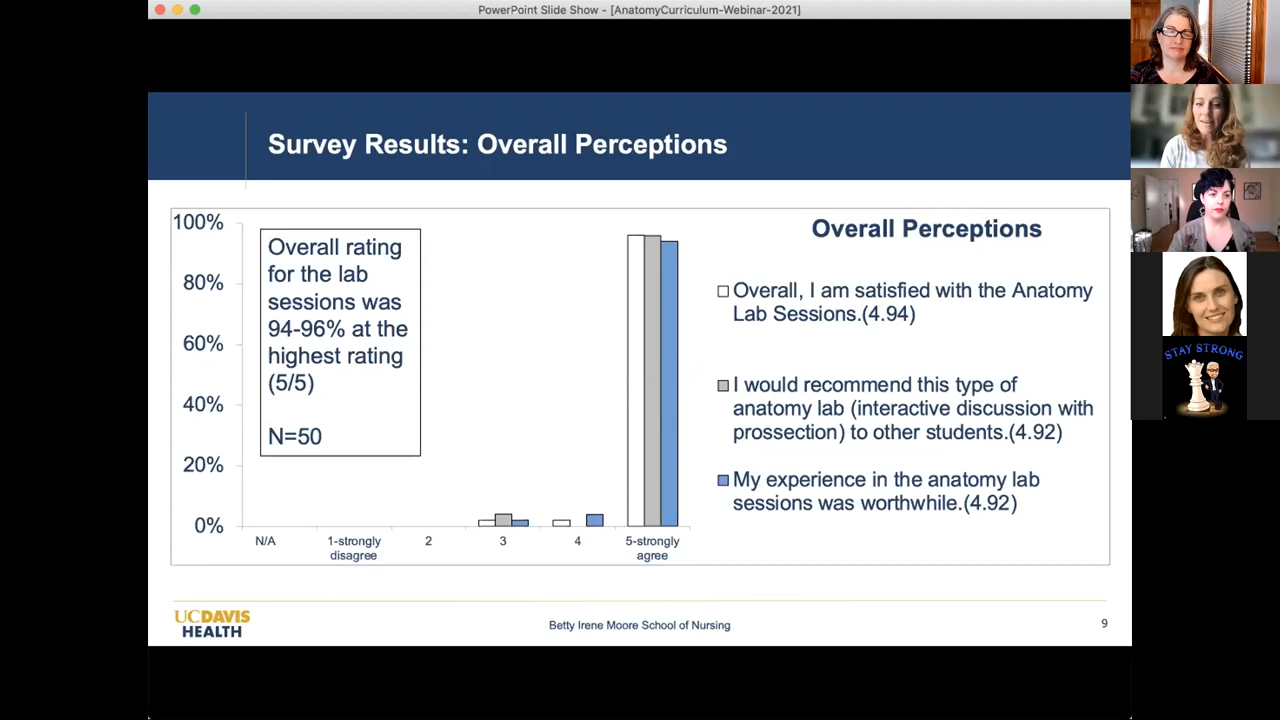 PowerPoint Slide Show - [AnatomyCurriculum-Webinar-2021]
Survey Results: Overall Perceptions
100%
80%
60%
40%
20%
0%
Overall rating
for the lab
sessions was
94-96% at the
highest rating
(5/5)
N=50
N/A
1-strongly
disagree
2
3
4
5-strongly
agree
Overall Perceptions
Overall, I am satisfied with the Anatomy
Lab Sessions.(4.94)
I would recommend this type of
anatomy lab (interactive discussion with
prossection) to other students.(4.92)
My experience in the anatomy lab
sessions was worthwhile.(4.92)
UCDAVIS
HEALTH
Betty Irene Moore School of Nursing
9
STAY STRONG